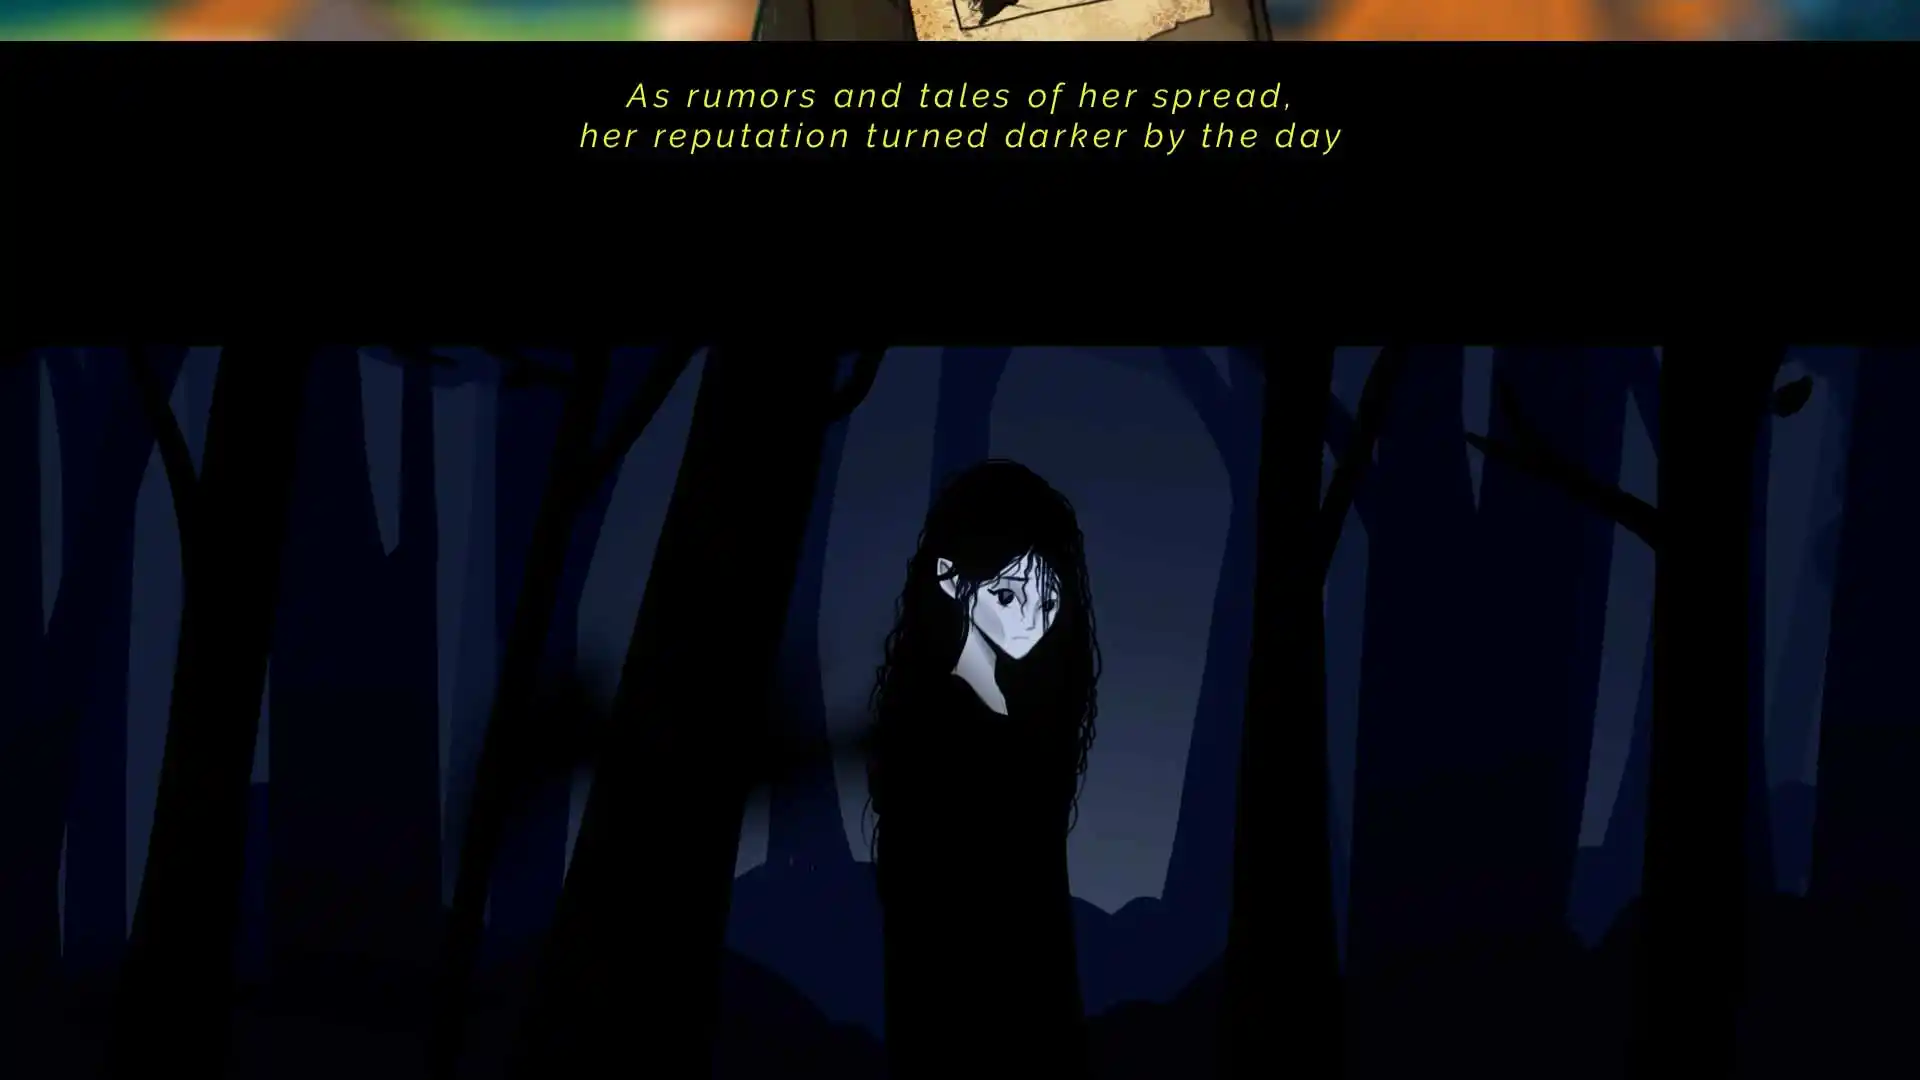 As rumors and tales of her spread,
her reputation turned darker by the day